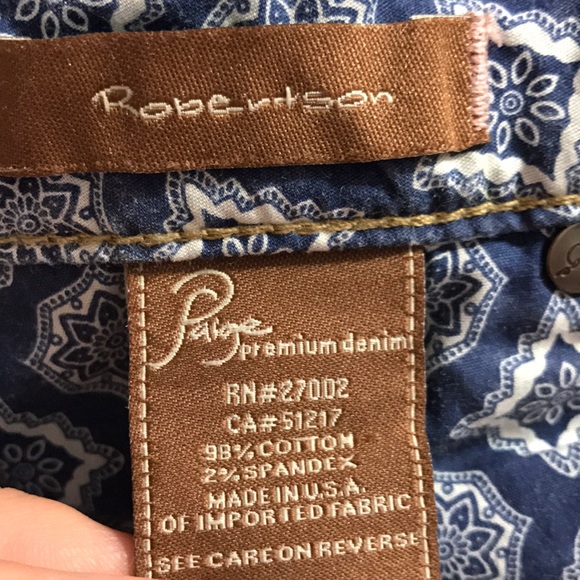 Robertson
Paige
premium denim
RN#27002
CA#51217
98% COTTON
2% SPANDEX
MADE IN U.S.A.
OF IMPORTED FABRIC
SEE CARE ON REVERSE